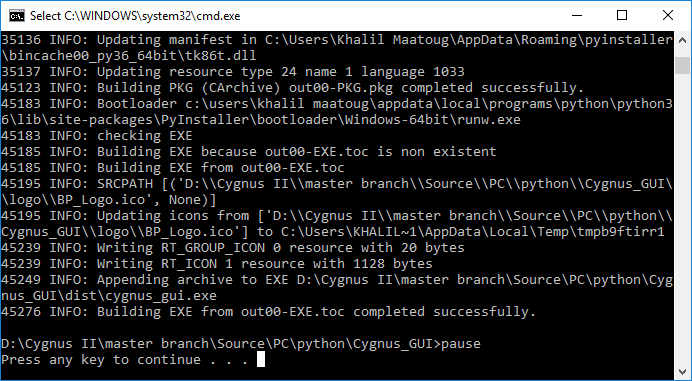 Select C:\WINDOWS\system32\cmd.exe
35136 INFO: Updating manifest in C:\Users\Khalil Maatoug\AppData\Roaming\pyinstaller
\bincache00_py36_64bit\tk86t.dll
35137 INFO: Updating resource type 24 name 1 language 1033
45123 INFO: Building PKG (CArchive) out00-PKG.pkg completed successfully.
45183 INFO: Bootloader c:\users\khalil maatoug\appdata\local\programs\python\python3
6\lib\site-packages\PyInstaller\bootloader\Windows-64bit\runw.exe
45183 INFO: checking EXE
45185 INFO: Building EXE because out00-EXE.toc is non existent
45185 INFO: Building EXE from out00-EXE.toc
45195 INFO: SRCPATH [('D:\\Cygnus II\\master branch\\Source\\PC\\python\\Cygnus_GUI\
\logo\\BP_Logo.ico', None)]
45195 INFO: Updating icons from ['D:\\Cygnus II\\master branch\\Source\\PC\\python\\
Cygnus_GUI\\logo\\BP_Logo.ico'] to C:\Users\KHALIL~1\AppData\Local\Temp\tmpb9ftirr1
45239 INFO: Writing RT_GROUP_ICON 0 resource with 20 bytes
45239 INFO: Writing RT_ICON 1 resource with 1128 bytes
45249 INFO: Appending archive to EXE D:\Cygnus II\master branch\Source\PC\python\Cyg
nus_GUI\dist\cygnus_gui.exe
45276 INFO: Building EXE from out00-EXE.toc completed successfully.
D:\Cygnus II\master branch\Source\PC\python\Cygnus_GUI>pause
Press any key to continue . . .